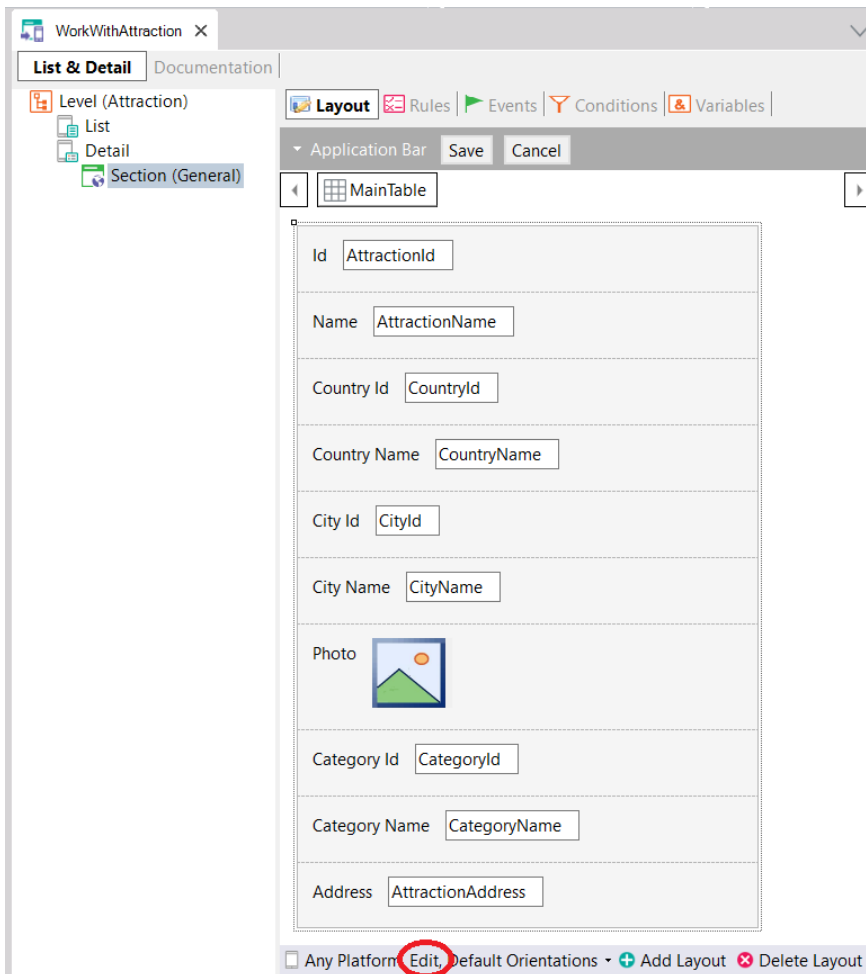 WorkWithAttraction
List & Detail Documentation
Level (Attraction)
List
Detail
Section (General)
Layout Rules Events Conditions & Variables
Application Bar Save Cancel
MainTable
Id AttractionId
Name AttractionName
Country Id CountryId
Country Name CountryName
City Id CityId
City Name CityName
Photo
Category Id CategoryId
Category Name CategoryName
Address AttractionAddress
Any Platform, Edit, Default Orientations Add Layout Delete Layout